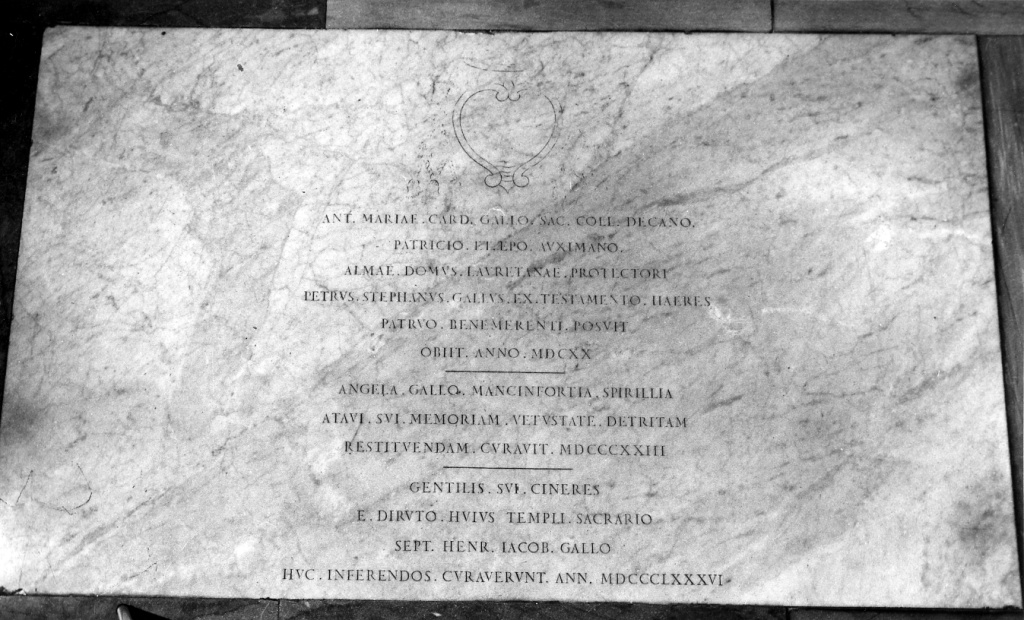 ANT. MARIAE. CARD. GALLO. SAC. COLL. DECANO.
PATRICIO. ET. EPO. AVXIMANO.
ALMAE. DOMVS. LAVRETANAE. PROTECTORI
PETRVS. STEPHANVS. GALLVS. EX. TESTAMENTO. HAERES
PATRVO. BENEMERENTI. POSVIT
OBIIT. ANNO. MDCXX
ANGELA. GALLO. MANCINFORTIA. SPIRILLIA
ATAVI. SVI. MEMORIAM. VETVSTATE. DETRITAM
RESTITVENDAM. CVRAVIT. MDCCCXXIII
GENTILIS. SVI. CINERES
E. DIRVTO. HVIVS TEMPLI. SACRARIO
SEPT. HENR. IACOB. GALLO
HVC. INFERENDOS. CVRAVERVNT. ANN. MDCCCLXXXVI